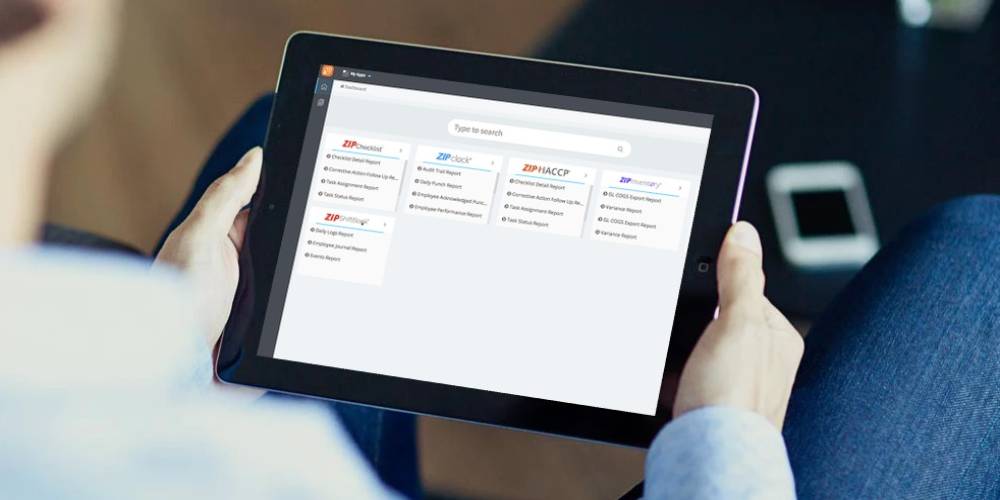 My Apps
Dashboard
Type to search
ZIPChecklist
Checklist Detail Report
Corrective Action Follow Up Re...
Task Assignment Report
Task Status Report
ZIPclock
Audit Trail Report
Daily Punch Report
Employee Acknowledged Punc...
Employee Performance Report
ZIPHACCP
Checklist Detail Report
Corrective Action Follow Up Re...
Task Assignment Report
Task Status Report
ZIPinventory
GL COGS Export Report
Variance Report
GL COGS Export Report
Variance Report
Daily Logs Report
Employee Journal Report
Events Report